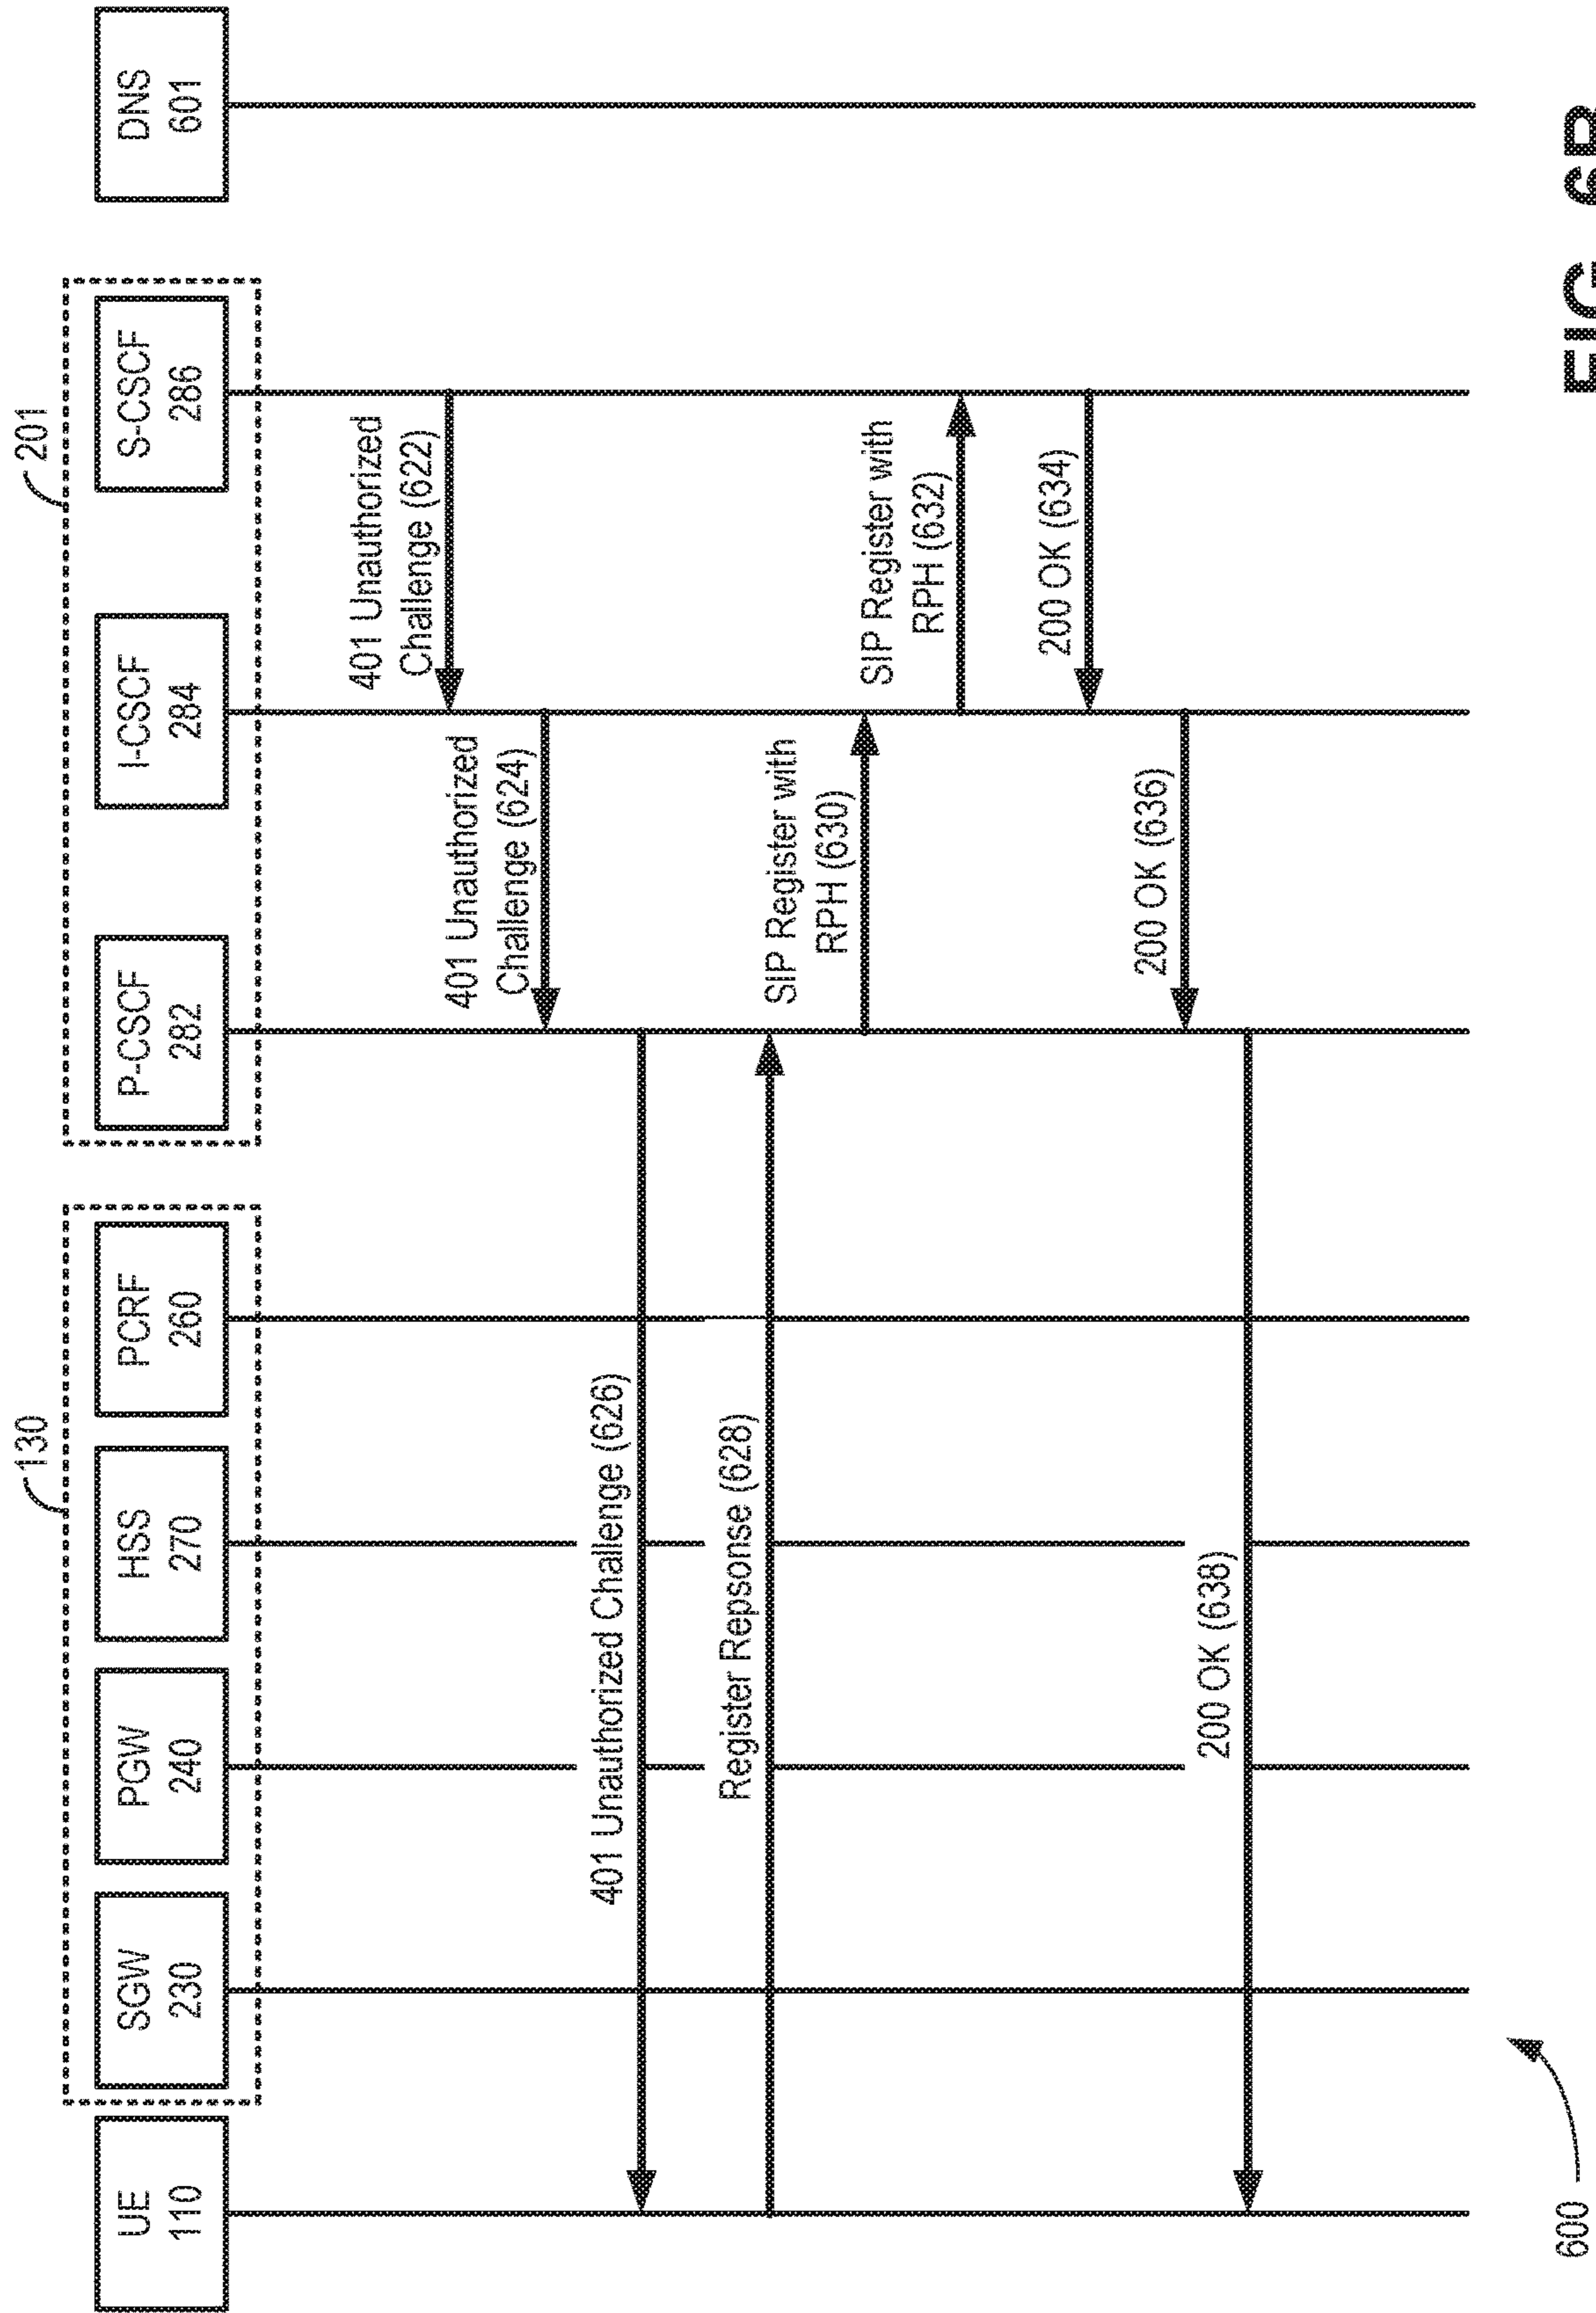 130
201
UE
110
SGW
230
PGW
240
HSS
270
PCRF
260
P-CSCF
282
I-CSCF
284
S-CSCF
286
DNS
601
401 Unauthorized
Challenge (622)
401 Unauthorized
Challenge (624)
401 Unauthorized Challenge (626)
Register Repsonse (628)
SIP Register with
RPH (630)
SIP Register with
RPH (632)
200 OK (634)
200 OK (636)
200 OK (638)
600
FIG. 6B